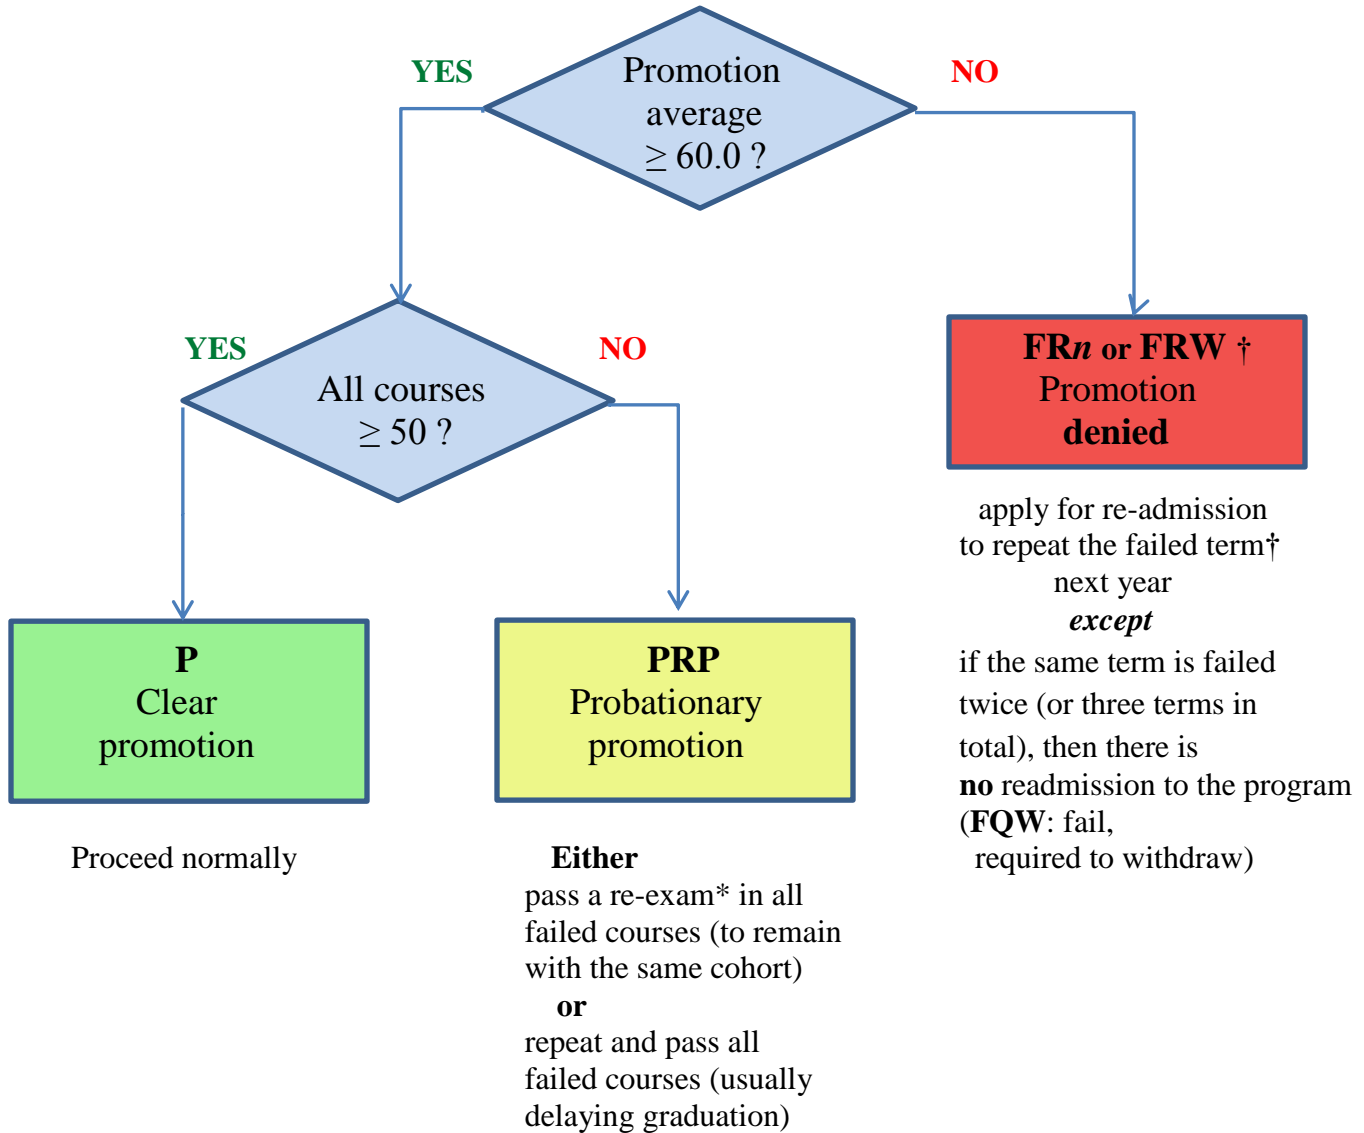 YES
Promotion
average
≥ 60.0 ?
NO
YES
All courses
≥ 50 ?
NO
FRn or FRW †
Promotion
denied
apply for re-admission
to repeat the failed term†
next year
except
if the same term is failed
twice (or three terms in
total), then there is
no readmission to the program
(FQW: fail,
required to withdraw)
P
Clear
promotion
Proceed normally
PRP
Probationary
promotion
Either
pass a re-exam* in all
failed courses (to remain
with the same cohort)
or
repeat and pass all
failed courses (usually
delaying graduation)